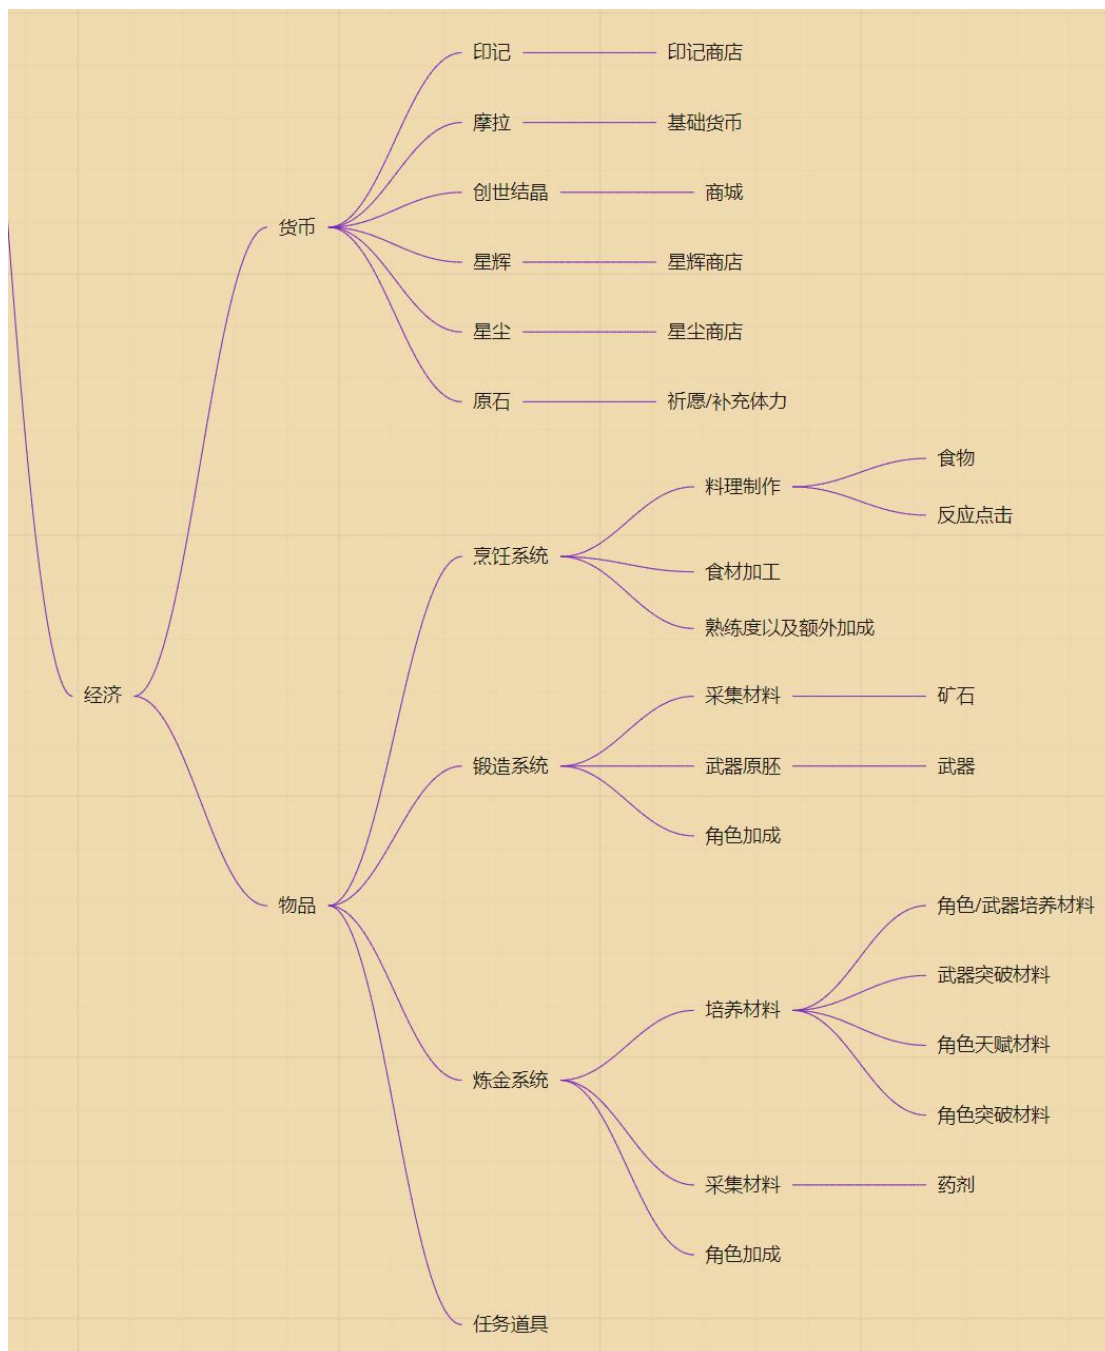 印记
印记商店
摩拉
基础货币
创世结晶
商城
货币
星辉
星辉商店
星尘
星尘商店
原石
祈愿/补充体力
食物
料理制作
反应点击
烹饪系统
食材加工
熟练度以及额外加成
经济
采集材料
矿石
锻造系统
武器原胚
武器
角色加成
物品
角色/武器培养材料
武器突破材料
培养材料
角色天赋材料
炼金系统
角色突破材料
采集材料
药剂
角色加成
任务道具